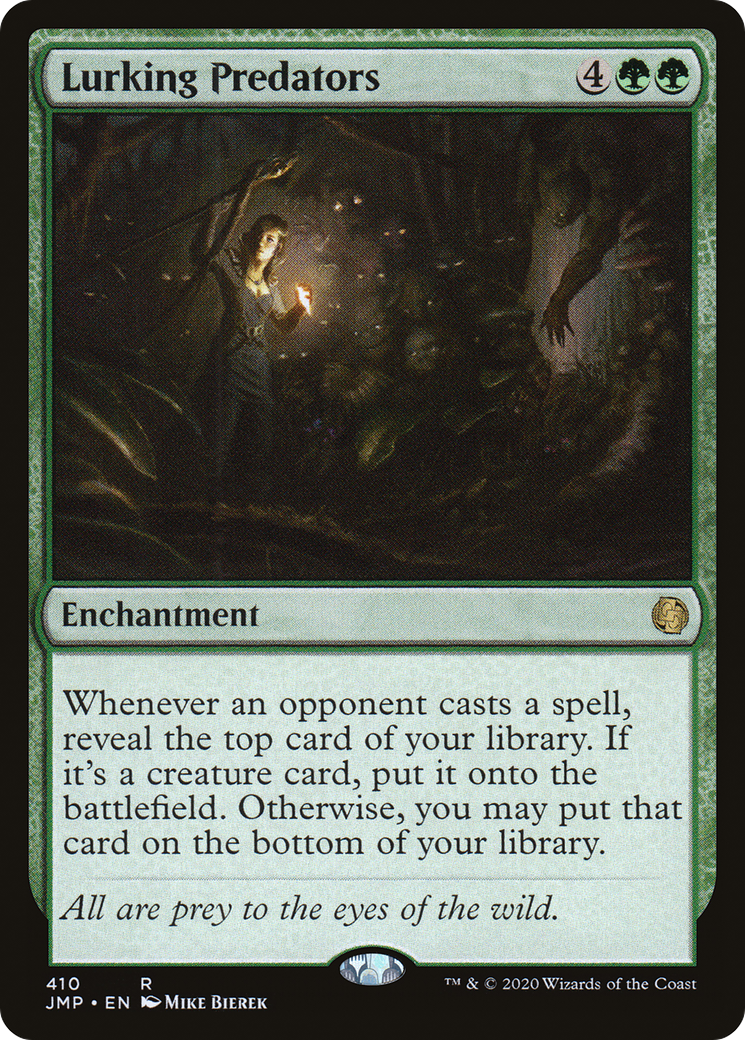 Lurking Predators 4
Enchantment
Whenever an opponent casts a spell,
reveal the top card of your library. If
it's a creature card, put it onto the
battlefield. Otherwise, you may put that
card on the bottom of your library.
All are prey to the eyes of the wild.
410 R
JMP • EN Mike Bierek
™ & © 2020 Wizards of the Coast